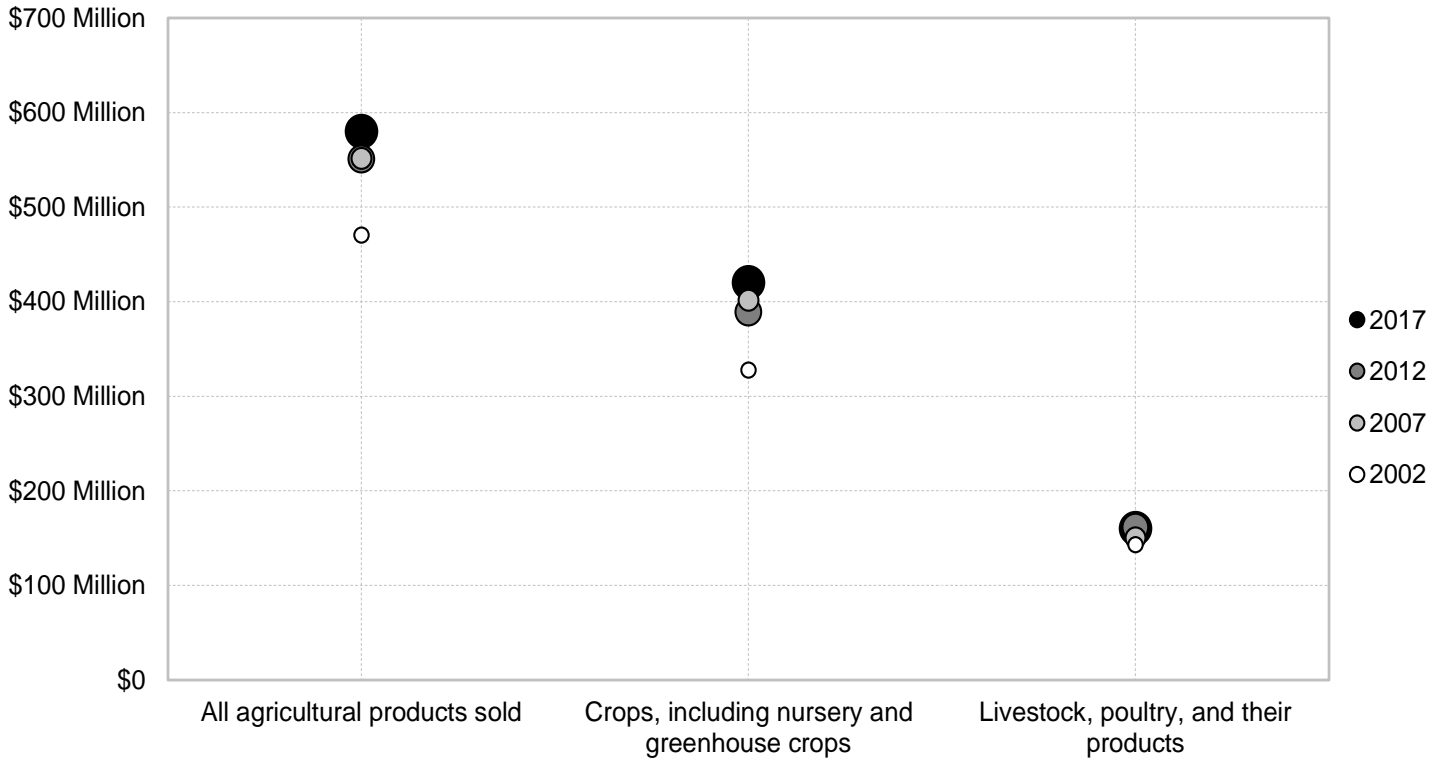 $700 Million
$600 Million
$500 Million
$400 Million
$300 Million
$200 Million
$100 Million
$0
All agricultural products sold
Crops, including nursery and
greenhouse crops
Livestock, poultry, and their
products
2017
2012
2007
2002